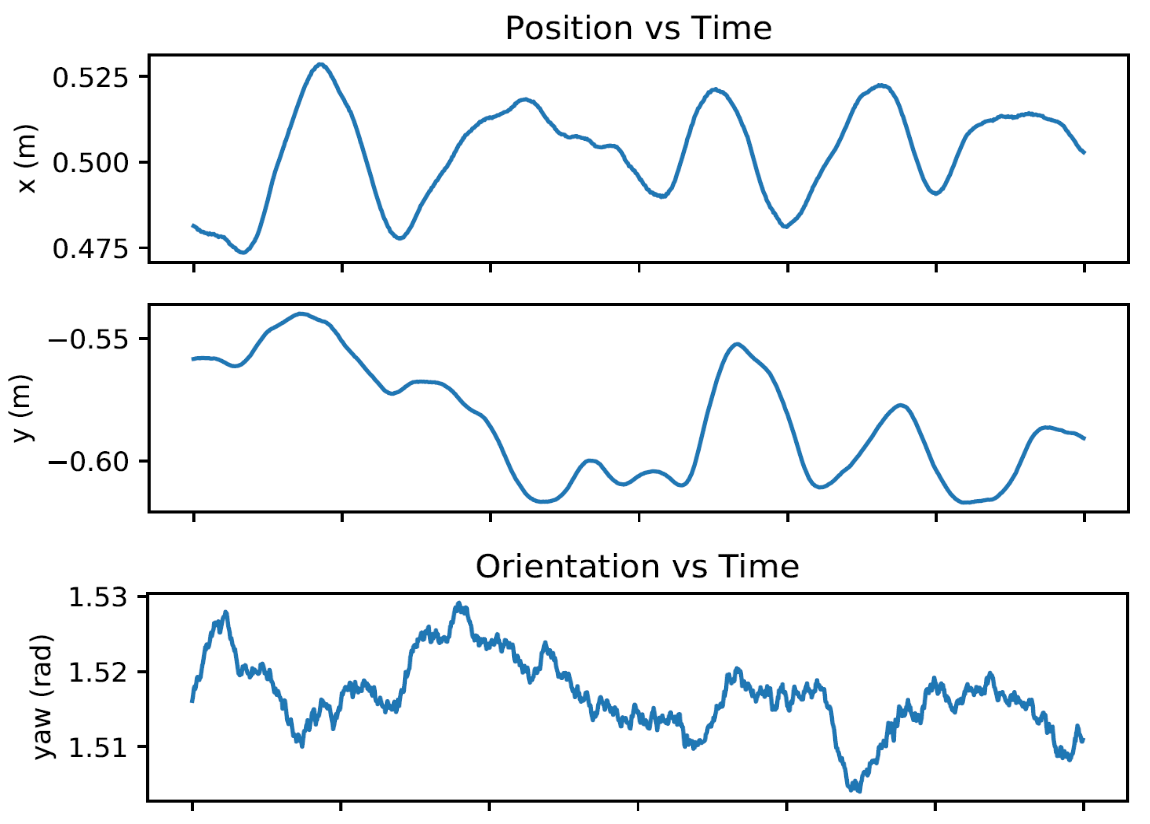 Position vs Time
0.525
0.500
0.475
x (m)
−0.55
−0.60
y (m)
Orientation vs Time
1.53
1.52
1.51
yaw (rad)